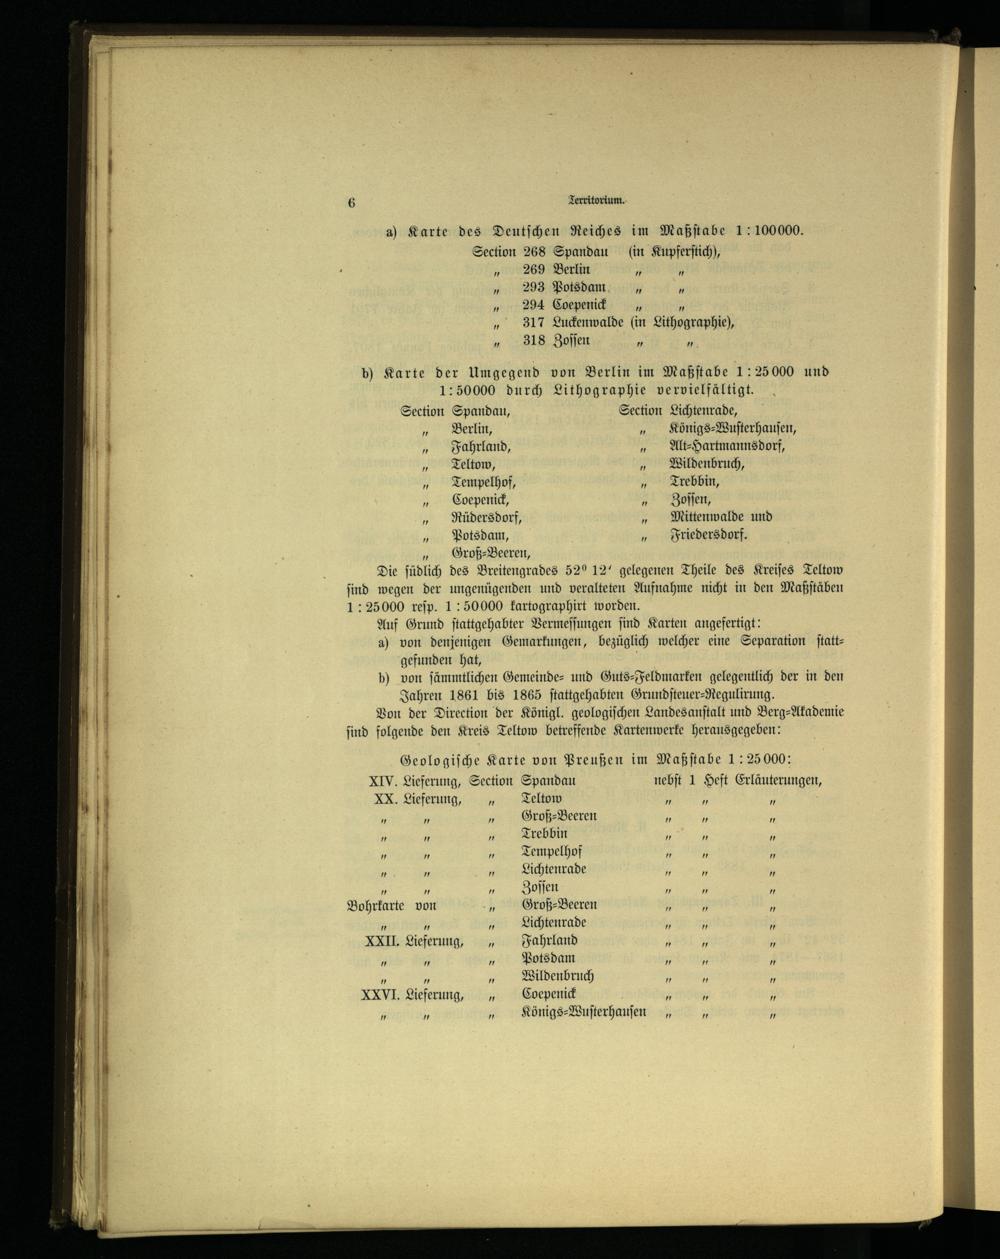 6 Territorium.
a) Karte des Deutschen Reiches im Maßstabe 1:100000.
Section 268 Spandau (in Kupferstich),
„ 269 Berlin „ „
„ 293 Potsdam „ „
„ 294 Coepenick „ „
„ 317 Luckenwalde (in Lithographie),
„ 318 Zossen „ „
b) Karte der Umgegend von Berlin im Maßstabe 1:25000 und
1:50000 durch Lithographie vervielfältigt.
Section Spandau, Section Lichtenrade,
„ Berlin, „ Königs-Wusterhausen,
„ Fahrland, „ Alt-Hartmannsdorf,
„ Teltow, „ Wildenbruch,
„ Tempelhof, „ Trebbin,
„ Coepenick, „ Zossen,
„ Rüdersdorf, „ Mittenwalde und
„ Potsdam, „ Friedersdorf.
„ Groß-Beeren,
Die südlich des Breitengrades 52° 12' gelegenen Theile des Kreises Teltow
sind wegen der ungenügenden und veralteten Aufnahme nicht in den Maßstäben
1:25000 resp. 1:50000 kartographirt worden.
Auf Grund stattgehabter Vermessungen sind Karten angefertigt:
a) von denjenigen Gemarkungen, bezüglich welcher eine Separation statt-
gefunden hat,
b) von sämmtlichen Gemeinde- und Guts-Feldmarken gelegentlich der in den
Jahren 1861 bis 1865 stattgehabten Grundsteuer-Regulirung.
Von der Direction der Königl. geologischen Landesanstalt und Berg-Akademie
sind folgende den Kreis Teltow betreffende Kartenwerke herausgegeben:
Geologische Karte von Preußen im Maßstabe 1:25000:
XIV. Lieferung, Section Spandau nebst 1 Heft Erläuterungen,
XX. Lieferung, „ Teltow „ „ „
„ „ „ Groß-Beeren „ „ „
„ „ „ Trebbin „ „ „
„ „ „ Tempelhof „ „ „
„ „ „ Lichtenrade „ „ „
„ „ „ Zossen „ „ „
Bohrkarte von „ Groß-Beeren „ „ „
„ „ „ Lichtenrade „ „ „
XXII. Lieferung, „ Fahrland „ „ „
„ „ „ Potsdam „ „ „
„ „ „ Wildenbruch „ „ „
XXVI. Lieferung, „ Coepenick „ „ „
„ „ „ Königs-Wusterhausen „ „ „